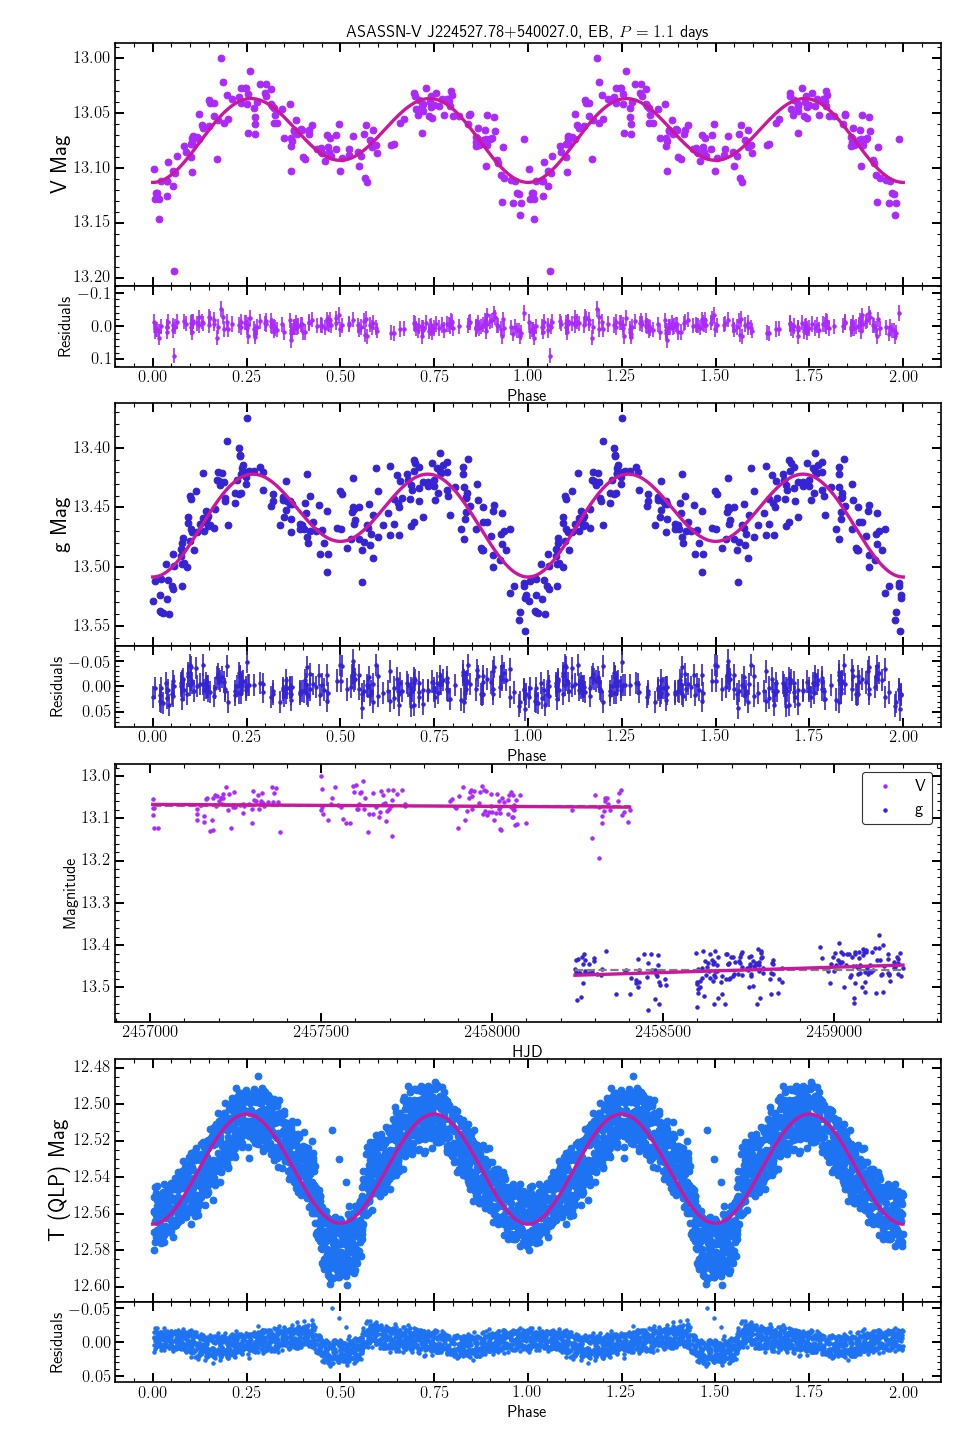 ASASSN-V J224527.78+540027.0, EB, P = 1.1 days
V Mag
13.00
13.05
13.10
13.15
13.20
Residuals
−0.1
0.0
0.1
0.00 0.25 0.50 0.75 1.00 1.25 1.50 1.75 2.00
Phase
g Mag
13.40
13.45
13.50
13.55
Residuals
−0.05
0.00
0.05
0.00 0.25 0.50 0.75 1.00 1.25 1.50 1.75 2.00
Phase
Magnitude
13.0
13.1
13.2
13.3
13.4
13.5
V
g
2457000 2457500 2458000 2458500 2459000
HJD
T (QLP) Mag
12.48
12.50
12.52
12.54
12.56
12.58
12.60
Residuals
−0.05
0.00
0.05
0.00 0.25 0.50 0.75 1.00 1.25 1.50 1.75 2.00
Phase